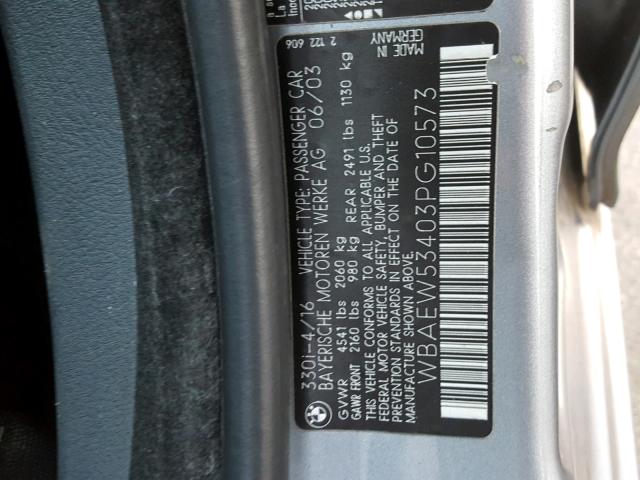 330i-4/16 VEHICLE TYPE: PASSENGER CAR
BAYERISCHE MOTOREN WERKE AG 06/03
GVWR 4541 lbs 2060 kg
GAWR FRONT 2160 lbs 980 kg REAR 2491 lbs 1130 kg
THIS VEHICLE CONFORMS TO ALL APPLICABLE U.S.
FEDERAL MOTOR VEHICLE SAFETY, BUMPER AND THEFT
PREVENTION STANDARDS IN EFFECT ON THE DATE OF
MANUFACTURE SHOWN ABOVE.
WBAEW53403PG10573
2 122 606
MADE IN
GERMANY